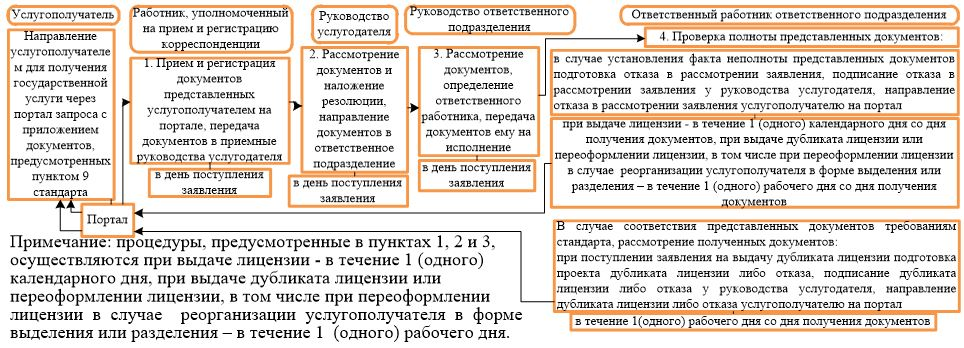 Услугополучатель
Направление
услугополучателе
м для получения
государственной
услуги через
портал запроса с
приложением
документов,
предусмотренных
пунктом 9
стандарта
Портал
Работник, уполномоченный
на прием и регистрацию
корреспонденции
1. Прием и регистрация
документов
представленных
услугополучателем на
портале, передача
документов в приемные
руководства услугодателя
в день поступления
заявления
Руководство
услугодателя
2. Рассмотрение
документов и
наложение
резолюции,
направление
документов в
ответственное
подразделение
в день поступления
заявления
Руководство ответственного
подразделения
3. Рассмотрение
документов,
определение
ответственного
работника, передача
документов ему на
исполнение
в день поступления
заявления
Ответственный работник ответственного подразделения
4. Проверка полноты представленных документов:
в случае установления факта неполноты представленных документов
подготовка отказа в рассмотрении заявления, подписание отказа в
рассмотрении заявления у руководства услугодателя, направление
отказа в рассмотрении заявления услугополучателю на портал
при выдаче лицензии - в течение 1 (одного) календарного дня со дня
получения документов, при выдаче дубликата лицензии или
переоформлении лицензии, в том числе при переоформлении лицензии
в случае реорганизации услугополучателя в форме выделения или
разделения – в течение 1 (одного) рабочего дня со дня получения
документов
В случае соответствия представленных документов требованиям
стандарта, рассмотрение полученных документов:
при поступлении заявления на выдачу дубликата лицензии подготовка
проекта дубликата лицензии либо отказа, подписание дубликата
лицензии либо отказа у руководства услугодателя, направление
дубликата лицензии либо отказа услугополучателю на портал
в течение 1(одного) рабочего дня со дня получения документов
Примечание: процедуры, предусмотренные в пунктах 1, 2 и 3,
осуществляются при выдаче лицензии - в течение 1 (одного)
календарного дня, при выдаче дубликата лицензии или
переоформлении лицензии, в том числе при переоформлении
лицензии в случае реорганизации услугополучателя в форме
выделения или разделения – в течение 1 (одного) рабочего дня.